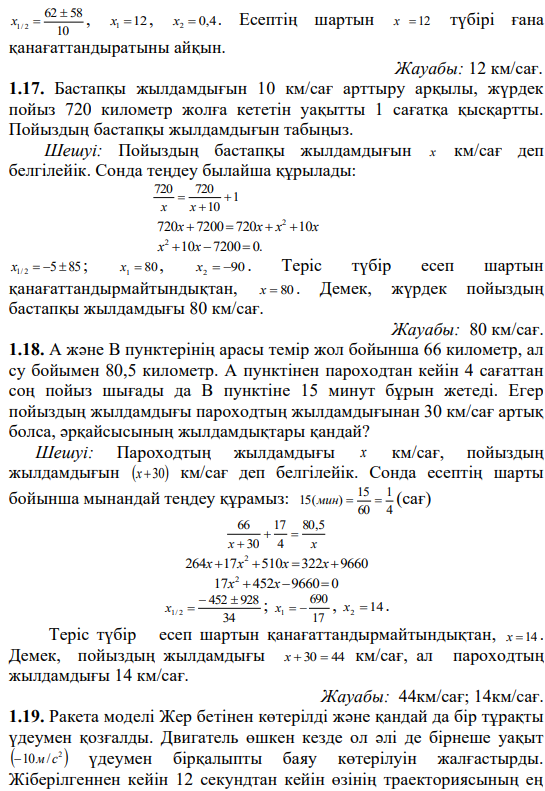 x₁/₂ = (62 ± 58)/10 , x₁ = 12 , x₂ = 0,4 . Есептің шартын x = 12 түбірі ғана
қанағаттандыратыны айқын.
Жауабы: 12 км/сағ.
1.17. Бастапқы жылдамдығын 10 км/сағ арттыру арқылы, жүрдек
пойыз 720 километр жолға кететін уақытты 1 сағатқа қысқартты.
Пойыздың бастапқы жылдамдығын табыңыз.
Шешуі: Пойыздың бастапқы жылдамдығын x км/сағ деп
белгілейік. Сонда теңдеу былайша құрылады:
720/x = 720/(x+10) + 1
720x + 7200 = 720x + x² + 10x
x² + 10x − 7200 = 0.
x₁/₂ = −5 ± 85 ; x₁ = 80 , x₂ = −90 . Теріс түбір есеп шартын
қанағаттандырмайтындықтан, x = 80 . Демек, жүрдек пойыздың
бастапқы жылдамдығы 80 км/сағ.
Жауабы: 80 км/сағ.
1.18. А және В пунктерінің арасы темір жол бойынша 66 километр, ал
су бойымен 80,5 километр. А пунктінен пароходтан кейін 4 сағаттан
соң пойыз шығады да В пунктіне 15 минут бұрын жетеді. Егер
пойыздың жылдамдығы пароходтың жылдамдығынан 30 км/сағ артық
болса, әрқайсысының жылдамдықтары қандай?
Шешуі: Пароходтың жылдамдығы x км/сағ, пойыздың
жылдамдығын (x+30) км/сағ деп белгілейік. Сонда есептің шарты
бойынша мынандай теңдеу құрамыз: 15(мин) = 15/60 = 1/4 (сағ)
66/(x+30) + 17/4 = 80,5/x
264x + 17x² + 510x = 322x + 9660
17x² + 452x − 9660 = 0
x₁/₂ = (−452 ± 928)/34 ; x₁ = −690/17 , x₂ = 14 .
Теріс түбір есеп шартын қанағаттандырмайтындықтан, x = 14 .
Демек, пойыздың жылдамдығы x + 30 = 44 км/сағ, ал пароходтың
жылдамдығы 14 км/сағ.
Жауабы: 44км/сағ; 14км/сағ.
1.19. Ракета моделі Жер бетінен көтерілді және қандай да бір тұрақты
үдеумен қозғалды. Двигатель өшкен кезде ол әлі де бірнеше уақыт
(−10м/с²) үдеумен бірқалыпты баяу көтерілуін жалғастырды.
Жіберілгеннен кейін 12 секундтан кейін өзінің траекториясының ең